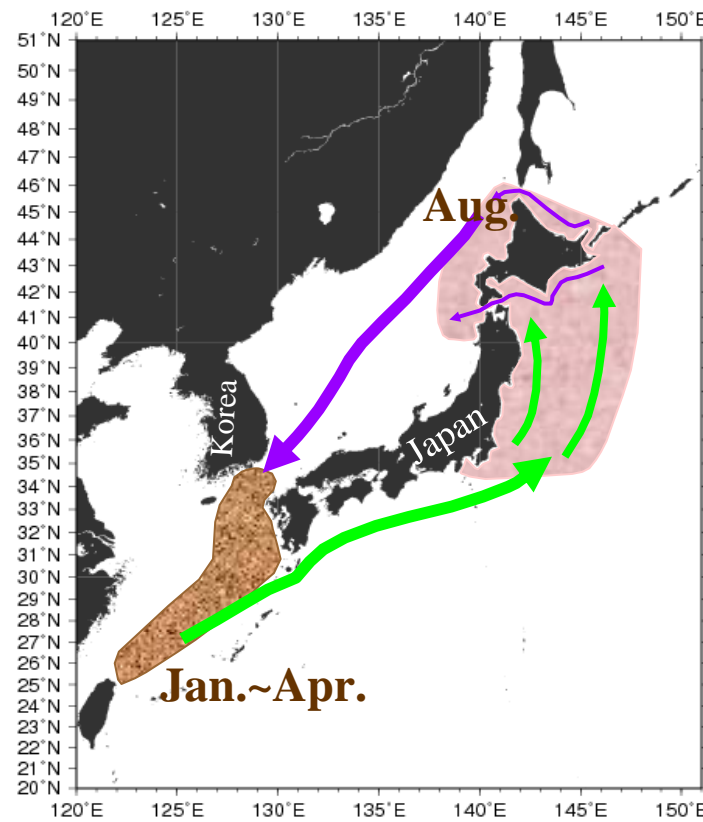 120˚E 125˚E 130˚E 135˚E 140˚E 145˚E 150˚E
51˚N
50˚N
49˚N
48˚N
47˚N
46˚N
45˚N
44˚N
43˚N
42˚N
41˚N
40˚N
39˚N
38˚N
37˚N
36˚N
35˚N
34˚N
33˚N
32˚N
31˚N
30˚N
29˚N
28˚N
27˚N
26˚N
25˚N
24˚N
23˚N
22˚N
21˚N
20˚N
Aug.
Korea
Japan
Jan.~Apr.
120˚E 125˚E 130˚E 135˚E 140˚E 145˚E 150˚E